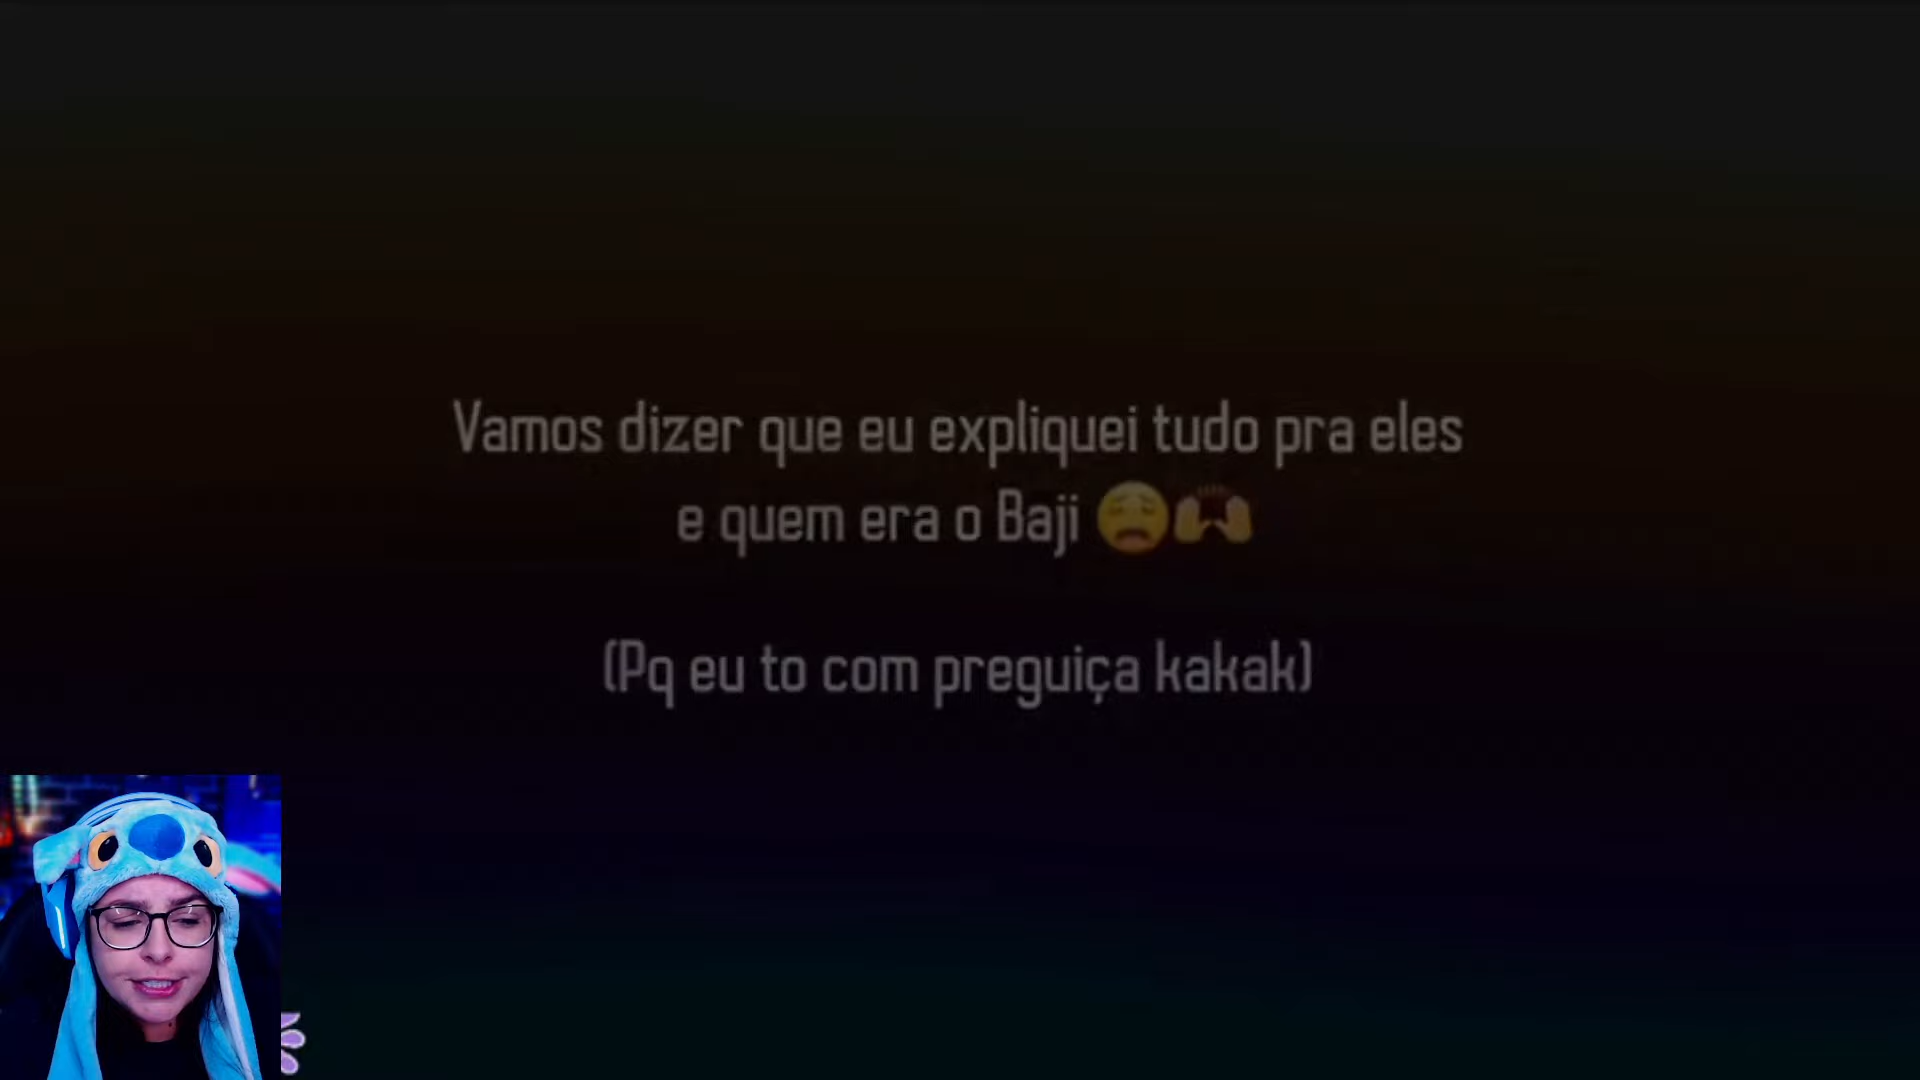 Vamos dizer que eu expliquei tudo pra eles
e quem era o Baji 😩🙌
(Pq eu to com preguiça kakak)